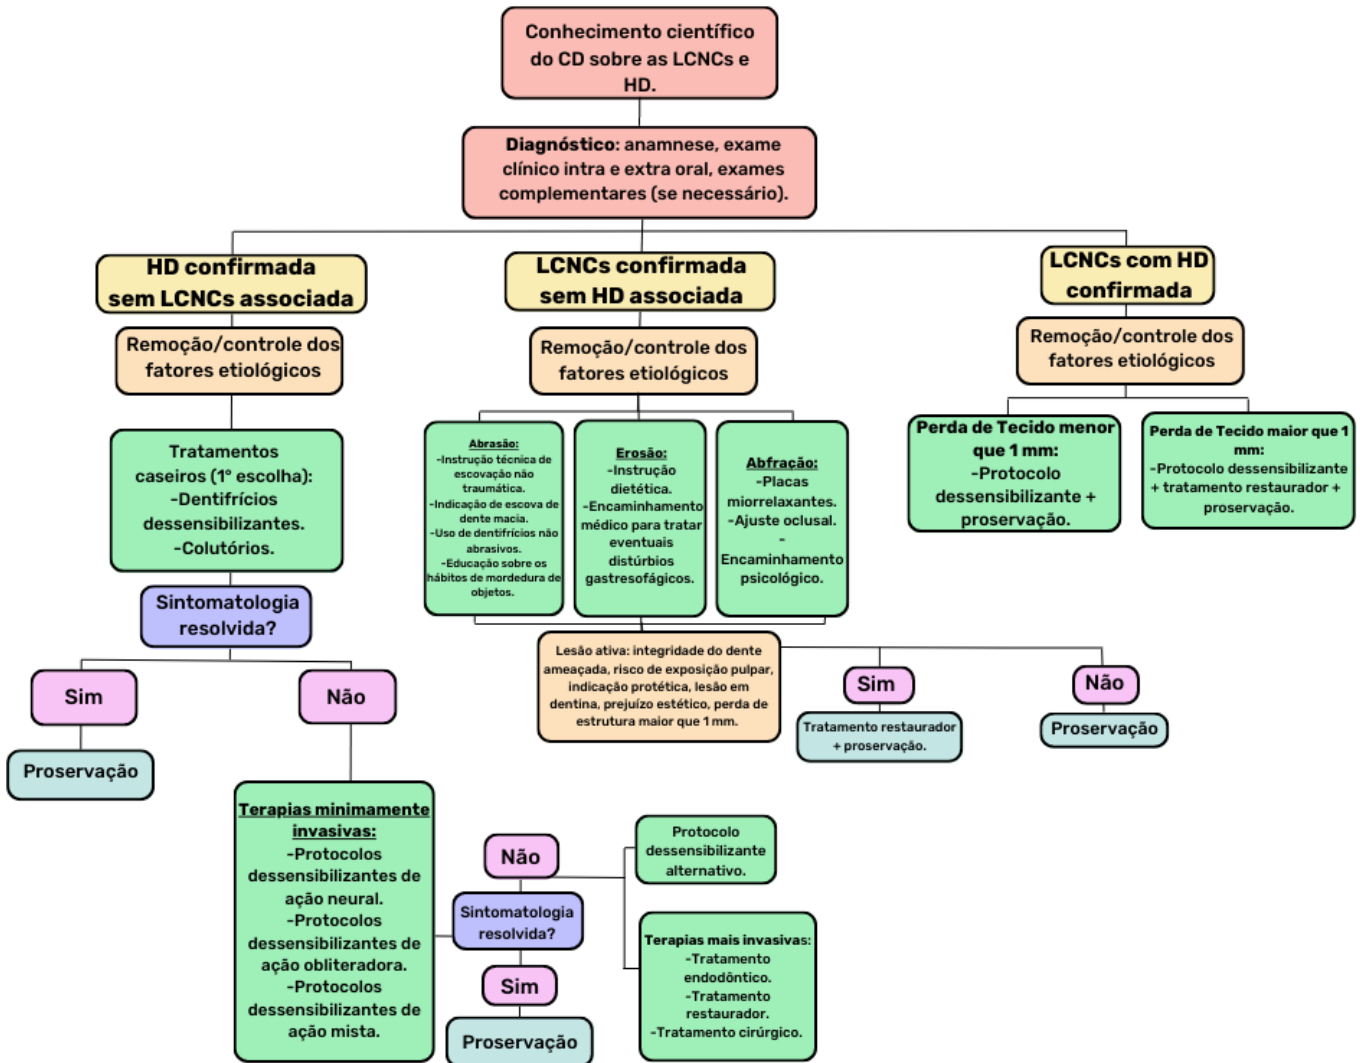 Conhecimento científico
do CD sobre as LCNCs e
HD.
Diagnóstico: anamnese, exame
clínico intra e extra oral, exames
complementares (se necessário).
HD confirmada
sem LCNCs associada
Remoção/controle dos
fatores etiológicos
Tratamentos
caseiros (1º escolha):
-Dentifrícios
dessensibilizantes.
-Colutórios.
Sintomatologia
resolvida?
Sim
Não
Proservação
Terapias minimamente
invasivas:
-Protocolos
dessensibilizantes de
ação neural.
-Protocolos
dessensibilizantes de
ação obliteradora.
-Protocolos
dessensibilizantes de
ação mista.
Não
Sintomatologia
resolvida?
Sim
Proservação
Protocolo
dessensibilizante
alternativo.
Terapias mais invasivas:
-Tratamento
endodôntico.
-Tratamento
restaurador.
-Tratamento cirúrgico.
LCNCs confirmada
sem HD associada
Remoção/controle dos
fatores etiológicos
Abrasão:
-Instrução técnica de
escovação não
traumática.
-Indicação de escova de
dente macia.
-Uso de dentifrícios não
abrasivos.
-Educação sobre os
hábitos de mordedura de
objetos.
Erosão:
-Instrução
dietética.
-Encaminhamento
médico para tratar
eventuais
distúrbios
gastresofágicos.
Abfração:
-Placas
miorrelaxantes.
-Ajuste oclusal.
-
Encaminhamento
psicológico.
Lesão ativa: integridade do dente
ameaçada, risco de exposição pulpar,
indicação protética, lesão em
dentina, prejuízo estético, perda de
estrutura maior que 1 mm.
Sim
Tratamento restaurador
+ proservação.
Não
Proservação
LCNCs com HD
confirmada
Remoção/controle dos
fatores etiológicos
Perda de Tecido menor
que 1 mm:
-Protocolo
dessensibilizante +
proservação.
Perda de Tecido maior que 1
mm:
-Protocolo dessensibilizante
+ tratamento restaurador +
proservação.